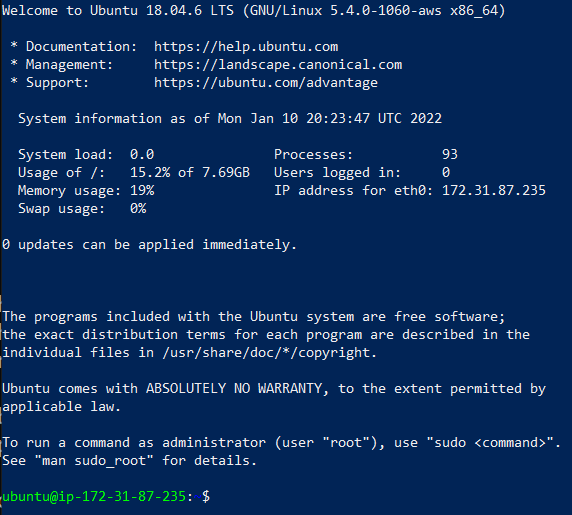 Welcome to Ubuntu 18.04.6 LTS (GNU/Linux 5.4.0-1060-aws x86_64)
* Documentation: https://help.ubuntu.com
* Management: https://landscape.canonical.com
* Support: https://ubuntu.com/advantage
System information as of Mon Jan 10 20:23:47 UTC 2022
System load: 0.0 Processes: 93
Usage of /: 15.2% of 7.69GB Users logged in: 0
Memory usage: 19% IP address for eth0: 172.31.87.235
Swap usage: 0%
0 updates can be applied immediately.
The programs included with the Ubuntu system are free software;
the exact distribution terms for each program are described in the
individual files in /usr/share/doc/*/copyright.
Ubuntu comes with ABSOLUTELY NO WARRANTY, to the extent permitted by
applicable law.
To run a command as administrator (user "root"), use "sudo <command>".
See "man sudo_root" for details.
ubuntu@ip-172-31-87-235: $